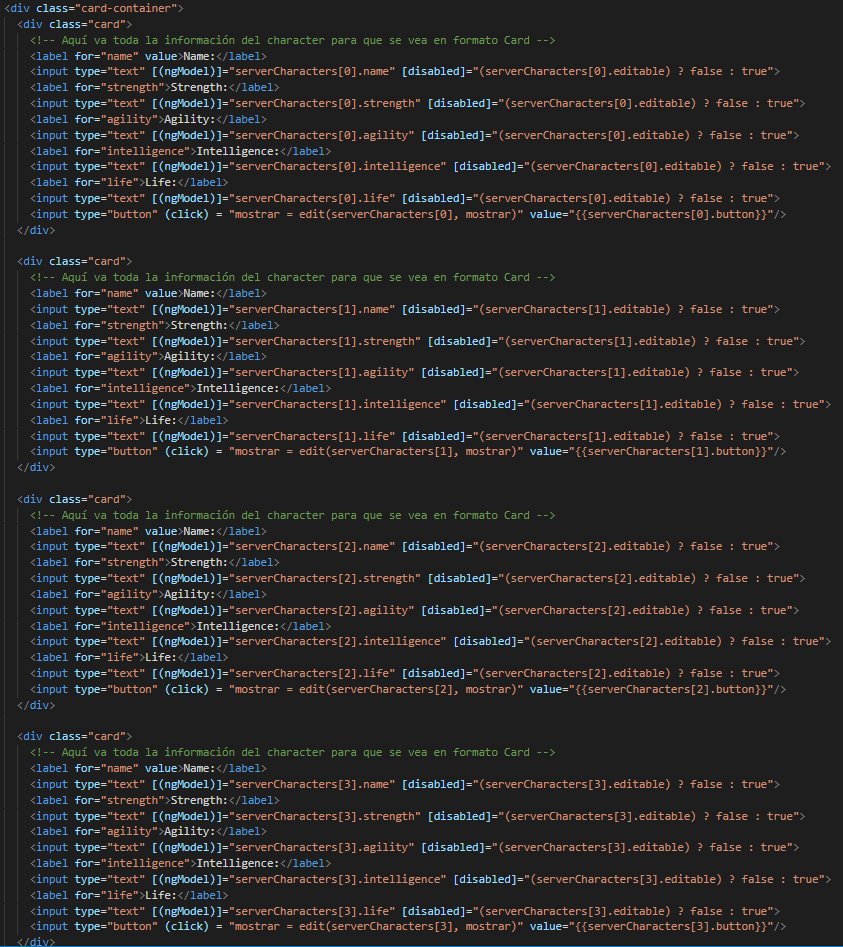 <div class="card-container">
<div class="card">
<!-- Aquí va toda la información del character para que se vea en formato Card -->
<label for="name" value>Name:</label>
<input type="text" [(ngModel)]="serverCharacters[0].name" [disabled]="(serverCharacters[0].editable) ? false : true">
<label for="strength">Strength:</label>
<input type="text" [(ngModel)]="serverCharacters[0].strength" [disabled]="(serverCharacters[0].editable) ? false : true">
<label for="agility">Agility:</label>
<input type="text" [(ngModel)]="serverCharacters[0].agility" [disabled]="(serverCharacters[0].editable) ? false : true">
<label for="intelligence">Intelligence:</label>
<input type="text" [(ngModel)]="serverCharacters[0].intelligence" [disabled]="(serverCharacters[0].editable) ? false : true">
<label for="life">Life:</label>
<input type="text" [(ngModel)]="serverCharacters[0].life" [disabled]="(serverCharacters[0].editable) ? false : true">
<input type="button" (click) = "mostrar = edit(serverCharacters[0], mostrar)" value="{{serverCharacters[0].button}}"/>
</div>
<div class="card">
<!-- Aquí va toda la información del character para que se vea en formato Card -->
<label for="name" value>Name:</label>
<input type="text" [(ngModel)]="serverCharacters[1].name" [disabled]="(serverCharacters[1].editable) ? false : true">
<label for="strength">Strength:</label>
<input type="text" [(ngModel)]="serverCharacters[1].strength" [disabled]="(serverCharacters[1].editable) ? false : true">
<label for="agility">Agility:</label>
<input type="text" [(ngModel)]="serverCharacters[1].agility" [disabled]="(serverCharacters[1].editable) ? false : true">
<label for="intelligence">Intelligence:</label>
<input type="text" [(ngModel)]="serverCharacters[1].intelligence" [disabled]="(serverCharacters[1].editable) ? false : true">
<label for="life">Life:</label>
<input type="text" [(ngModel)]="serverCharacters[1].life" [disabled]="(serverCharacters[1].editable) ? false : true">
<input type="button" (click) = "mostrar = edit(serverCharacters[1], mostrar)" value="{{serverCharacters[1].button}}"/>
</div>
<div class="card">
<!-- Aquí va toda la información del character para que se vea en formato Card -->
<label for="name" value>Name:</label>
<input type="text" [(ngModel)]="serverCharacters[2].name" [disabled]="(serverCharacters[2].editable) ? false : true">
<label for="strength">Strength:</label>
<input type="text" [(ngModel)]="serverCharacters[2].strength" [disabled]="(serverCharacters[2].editable) ? false : true">
<label for="agility">Agility:</label>
<input type="text" [(ngModel)]="serverCharacters[2].agility" [disabled]="(serverCharacters[2].editable) ? false : true">
<label for="intelligence">Intelligence:</label>
<input type="text" [(ngModel)]="serverCharacters[2].intelligence" [disabled]="(serverCharacters[2].editable) ? false : true">
<label for="life">Life:</label>
<input type="text" [(ngModel)]="serverCharacters[2].life" [disabled]="(serverCharacters[2].editable) ? false : true">
<input type="button" (click) = "mostrar = edit(serverCharacters[2], mostrar)" value="{{serverCharacters[2].button}}"/>
</div>
<div class="card">
<!-- Aquí va toda la información del character para que se vea en formato Card -->
<label for="name" value>Name:</label>
<input type="text" [(ngModel)]="serverCharacters[3].name" [disabled]="(serverCharacters[3].editable) ? false : true">
<label for="strength">Strength:</label>
<input type="text" [(ngModel)]="serverCharacters[3].strength" [disabled]="(serverCharacters[3].editable) ? false : true">
<label for="agility">Agility:</label>
<input type="text" [(ngModel)]="serverCharacters[3].agility" [disabled]="(serverCharacters[3].editable) ? false : true">
<label for="intelligence">Intelligence:</label>
<input type="text" [(ngModel)]="serverCharacters[3].intelligence" [disabled]="(serverCharacters[3].editable) ? false : true">
<label for="life">Life:</label>
<input type="text" [(ngModel)]="serverCharacters[3].life" [disabled]="(serverCharacters[3].editable) ? false : true">
<input type="button" (click) = "mostrar = edit(serverCharacters[3], mostrar)" value="{{serverCharacters[3].button}}"/>
</div>